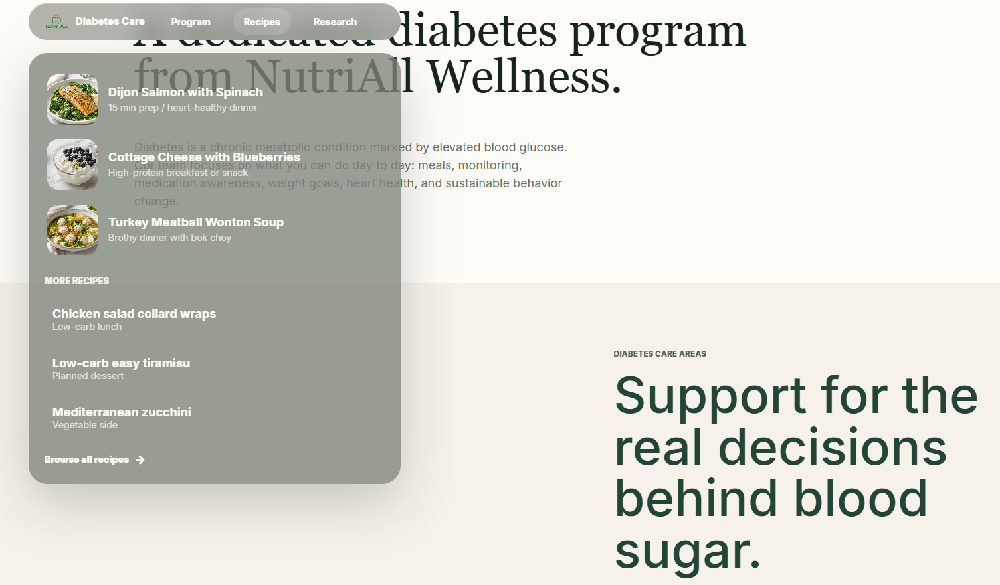 NUTRI ALL
Diabetes Care
Program
Recipes
Research
A dedicated diabetes program
from NutriAll Wellness.
Dijon Salmon with Spinach
15 min prep / heart-healthy dinner
Cottage Cheese with Blueberries
High-protein breakfast or snack
Turkey Meatball Wonton Soup
Brothy dinner with bok choy
MORE RECIPES
Chicken salad collard wraps
Low-carb lunch
Low-carb easy tiramisu
Planned dessert
Mediterranean zucchini
Vegetable side
Browse all recipes →
Diabetes is a chronic metabolic condition marked by elevated blood glucose.
Our team focuses on what you can do day to day: meals, monitoring,
medication awareness, weight goals, heart health, and sustainable behavior
change.
DIABETES CARE AREAS
Support for the
real decisions
behind blood
sugar.